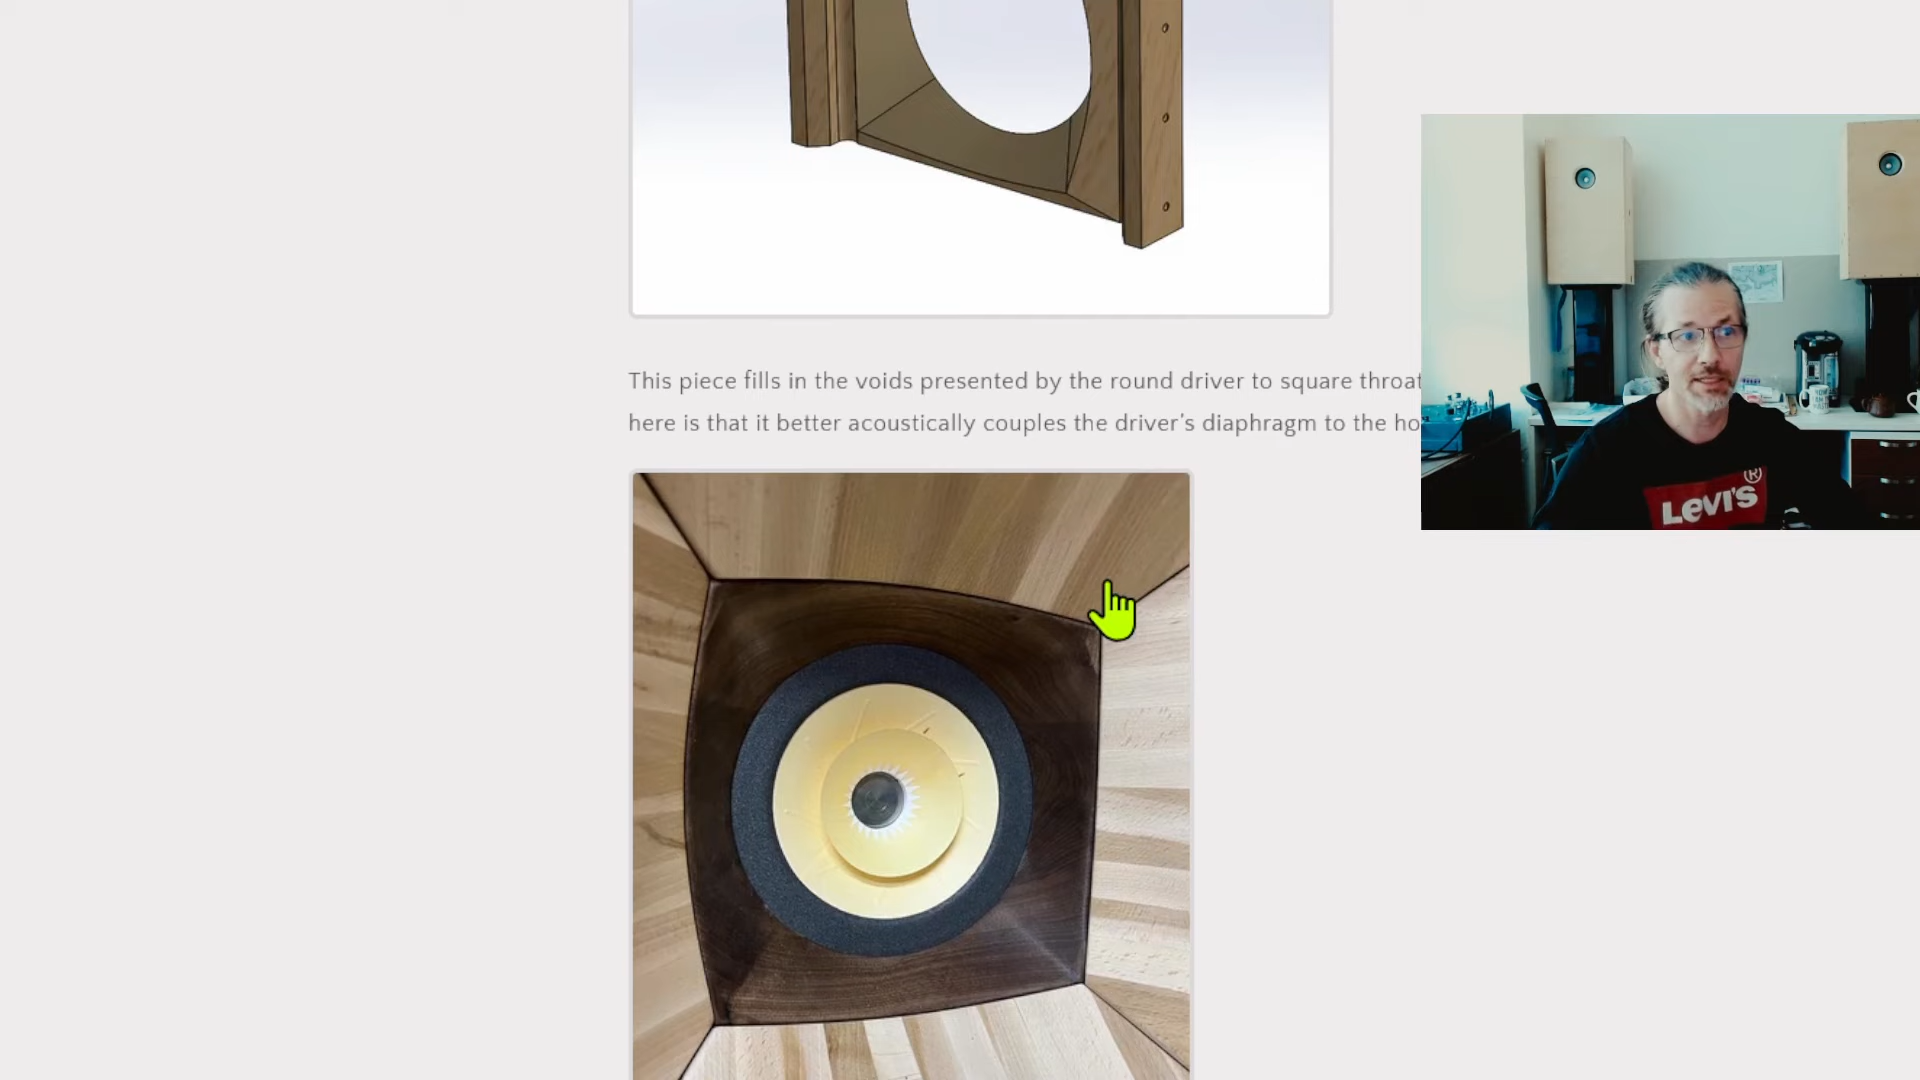 This piece fills in the voids presented by the round driver to square throat
here is that it better acoustically couples the driver's diaphragm to the
LEVI'S
®